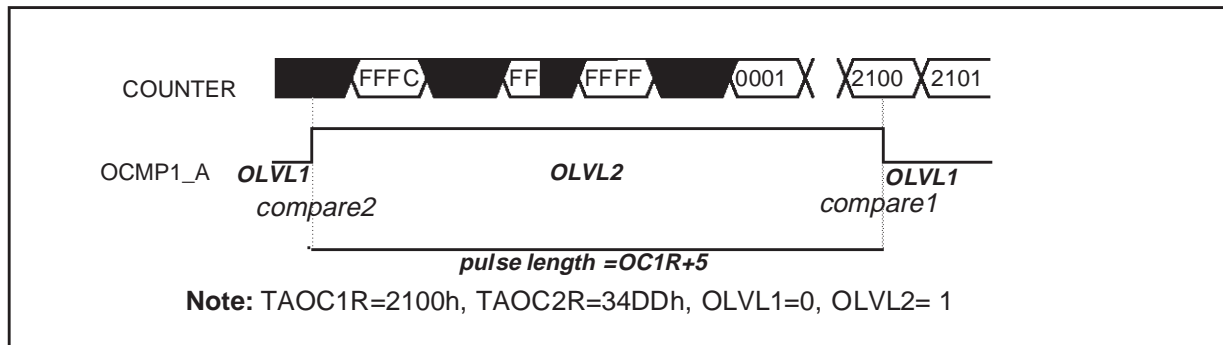 COUNTER FFFC FF FFFF 0001 2100 2101
OCMP1_A OLVL1 OLVL2 OLVL1
compare2 compare1
pulse length =OC1R+5
Note: TAOC1R=2100h, TAOC2R=34DDh, OLVL1=0, OLVL2= 1